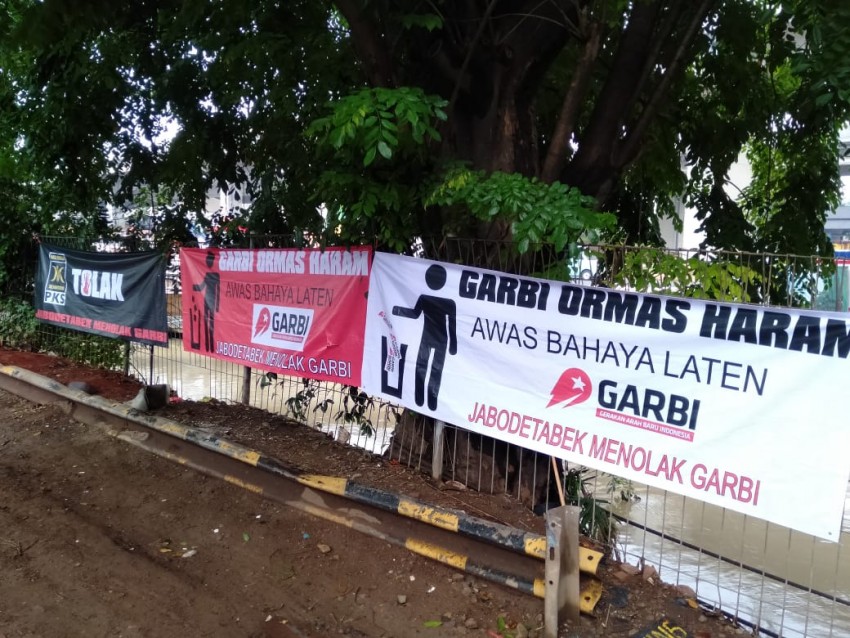 PKS
TOLAK
JABODETABEK MENOLAK GARBI
GARBI ORMAS HARAM
AWAS BAHAYA LATEN
GARBI
JABODETABEK MENOLAK GARBI
GARBI ORMAS HARAM
AWAS BAHAYA LATEN
GARBI
GERAKAN ARAH BARU INDONESIA
JABODETABEK MENOLAK GARBI